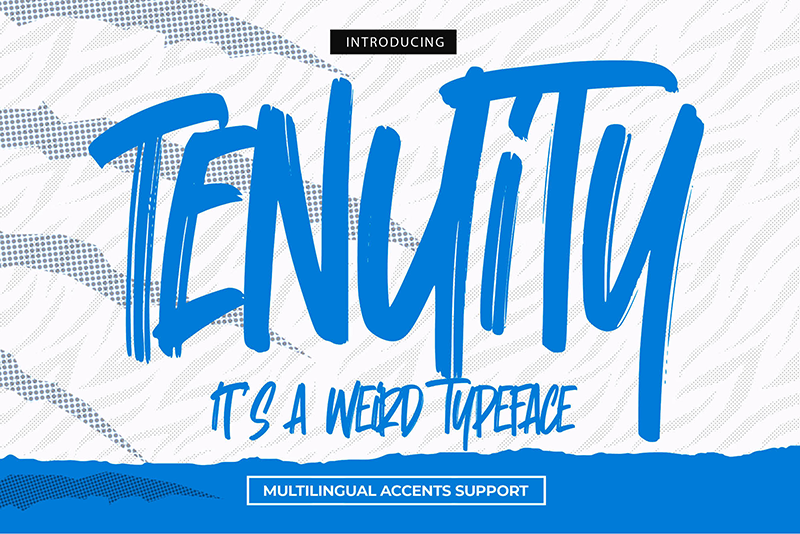 INTRODUCING
TENUiTy
IT'S A WEIRD TYPEFACE
MULTILINGUAL ACCENTS SUPPORT